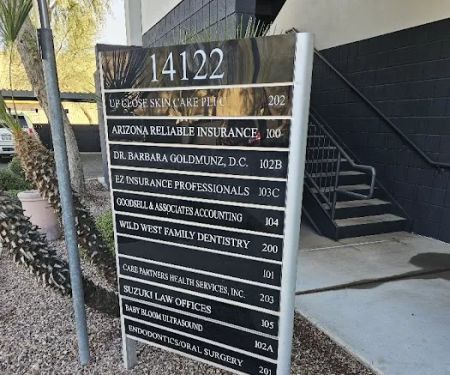 14122
UP CLOSE SKIN CARE PLLC 202
ARIZONA RELIABLE INSURANCE 100
DR. BARBARA GOLDMUNZ, D.C. 102B
EZ INSURANCE PROFESSIONALS 103C
GOODSELL & ASSOCIATES ACCOUNTING 104
WILD WEST FAMILY DENTISTRY 200
101
CARE PARTNERS HEALTH SERVICES, INC. 203
SUZUKI LAW OFFICES 105
BABY BLOOM ULTRASOUND 102A
ENDODONTICS/ORAL SURGERY 201